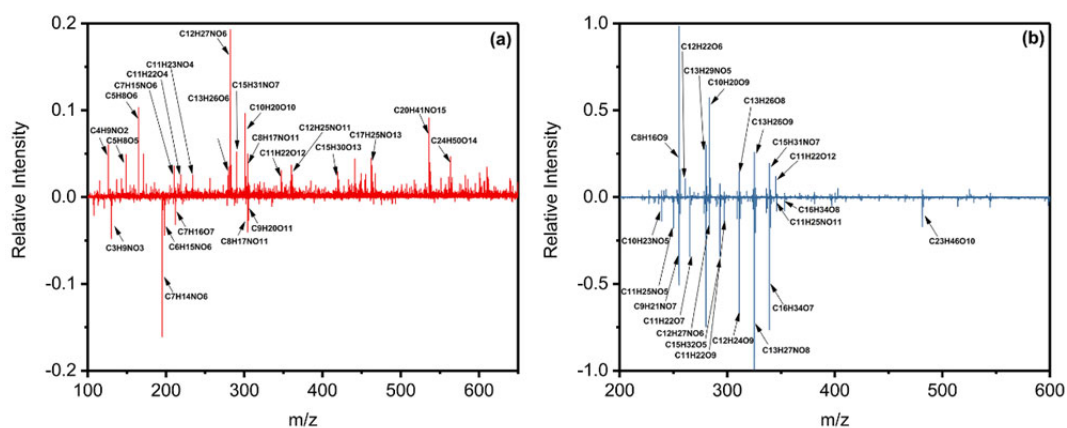 (a)
(b)
Relative Intensity
0.2
0.1
0.0
-0.1
-0.2
100
200
300
400
500
600
m/z
C12H27NO6
C11H23NO4
C11H22O4
C7H15NO6
C5H8O6
C4H9NO2
C5H8O5
C13H26O6
C15H31NO7
C10H20O10
C8H17NO11
C11H22O12
C12H25NO11
C15H30O13
C17H25NO13
C20H41NO15
C24H50O14
C3H9NO3
C7H16O7
C6H15NO6
C7H14NO6
C9H20O11
C8H17NO11
Relative Intensity
1.0
0.5
0.0
-0.5
-1.0
200
300
400
500
600
m/z
C12H22O6
C13H29NO5
C10H20O9
C8H16O9
C13H26O8
C13H26O9
C15H31NO7
C11H22O12
C16H34O8
C11H25NO11
C10H23NO5
C11H25NO5
C9H21NO7
C11H22O7
C12H27NO6
C15H32O5
C11H22O9
C12H24O9
C13H27NO8
C16H34O7
C23H46O10